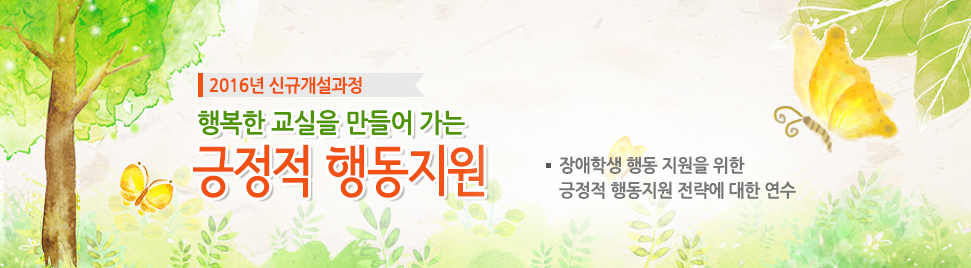 2016년 신규개설과정
행복한 교실을 만들어 가는
긍정적 행동지원
▪ 장애학생 행동 지원을 위한
긍정적 행동지원 전략에 대한 연수